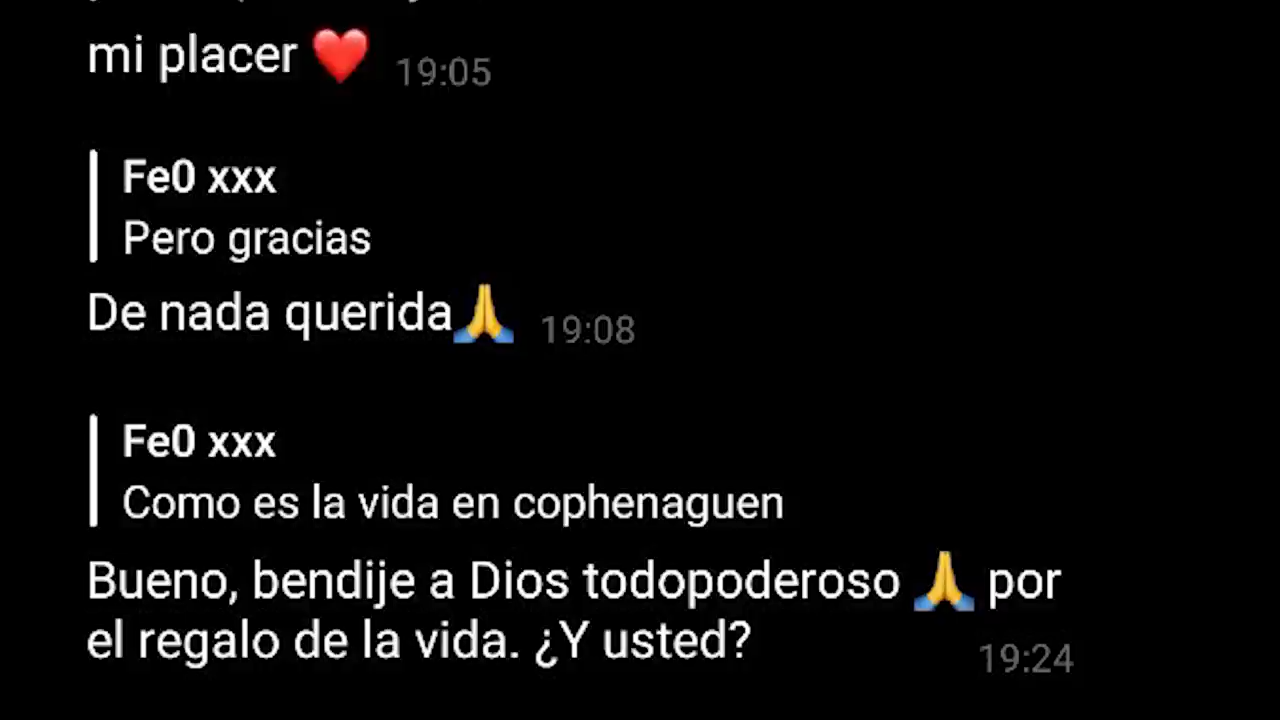 mi placer ❤️ 19:05
Fe0 xxx
Pero gracias
De nada querida🙏 19:08
Fe0 xxx
Como es la vida en cophenaguen
Bueno, bendije a Dios todopoderoso 🙏 por
el regalo de la vida. ¿Y usted? 19:24